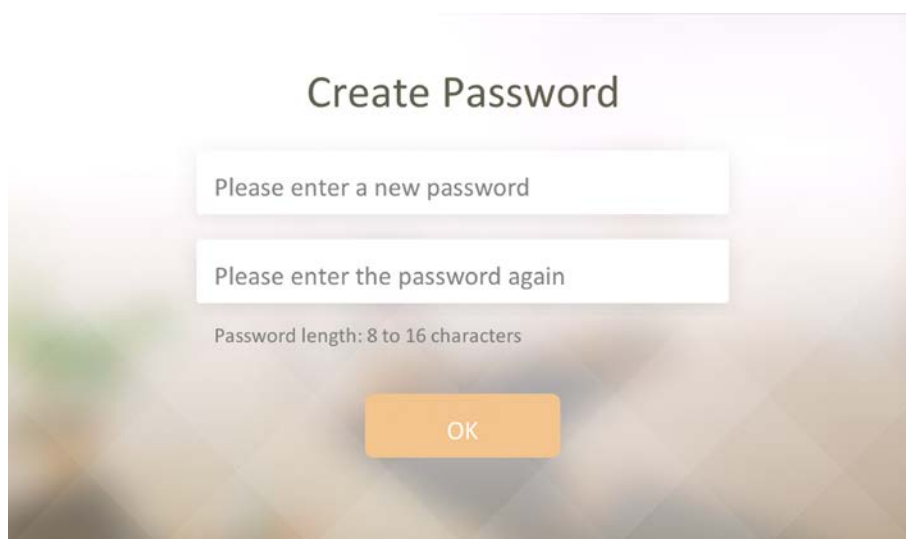 Create Password
Please enter a new password
Please enter the password again
Password length: 8 to 16 characters
OK